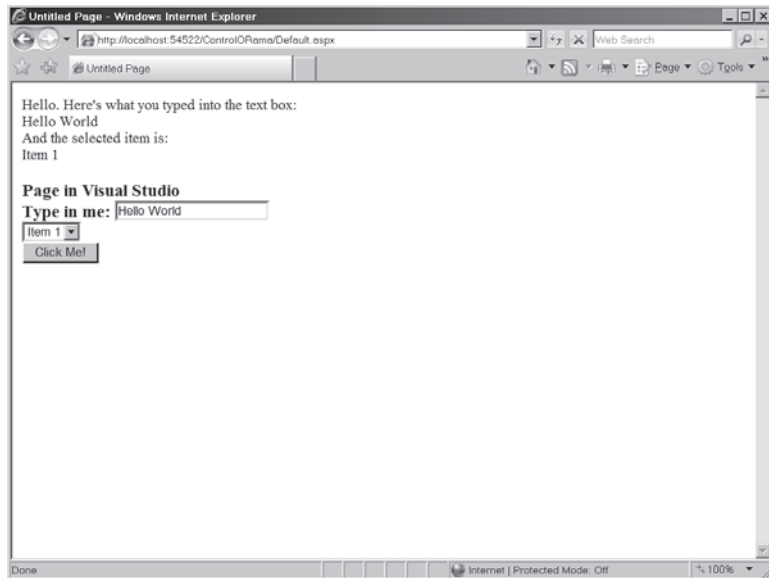 Untitled Page - Windows Internet Explorer
http://localhost:54522/ControlORama/Default.aspx
Web Search
Untitled Page
Page
Tools
Hello. Here's what you typed into the text box:
Hello World
And the selected item is:
Item 1
Page in Visual Studio
Type in me: Hello World
Item 1
Click Me!
Done
Internet | Protected Mode: Off
100%